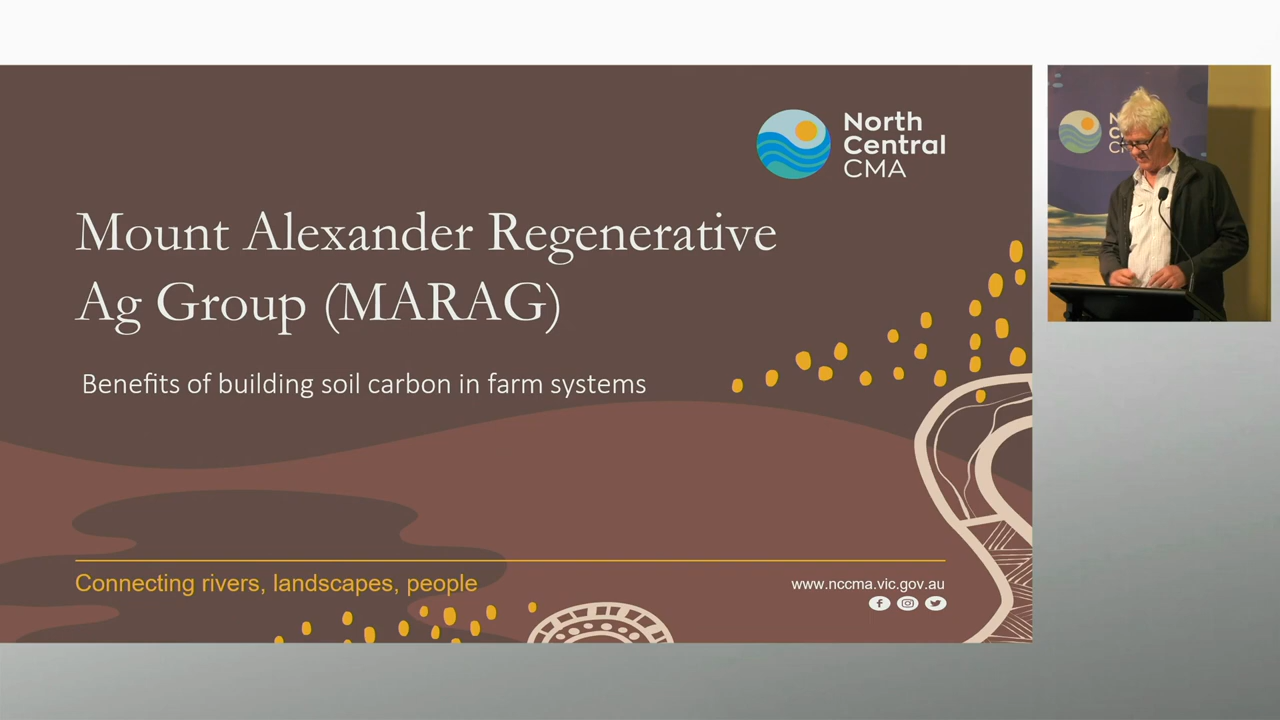 North
Central
CMA
Mount Alexander Regenerative
Ag Group (MARAG)
Benefits of building soil carbon in farm systems
Connecting rivers, landscapes, people
www.nccma.vic.gov.au